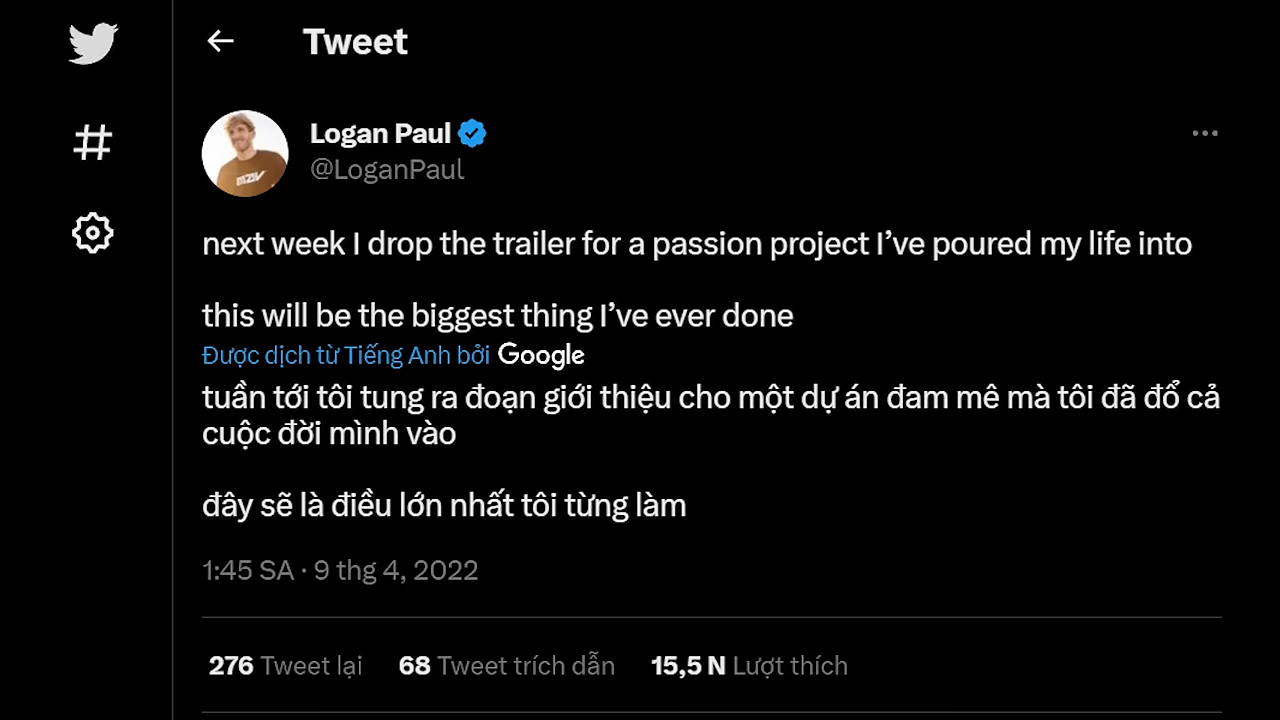 Tweet
Logan Paul
@LoganPaul
next week I drop the trailer for a passion project I’ve poured my life into
this will be the biggest thing I’ve ever done
Được dịch từ Tiếng Anh bởi Google
tuần tới tôi tung ra đoạn giới thiệu cho một dự án đam mê mà tôi đã đổ cả
cuộc đời mình vào
đây sẽ là điều lớn nhất tôi từng làm
1:45 SA · 9 thg 4, 2022
276 Tweet lại 68 Tweet trích dẫn 15,5 N Lượt thích